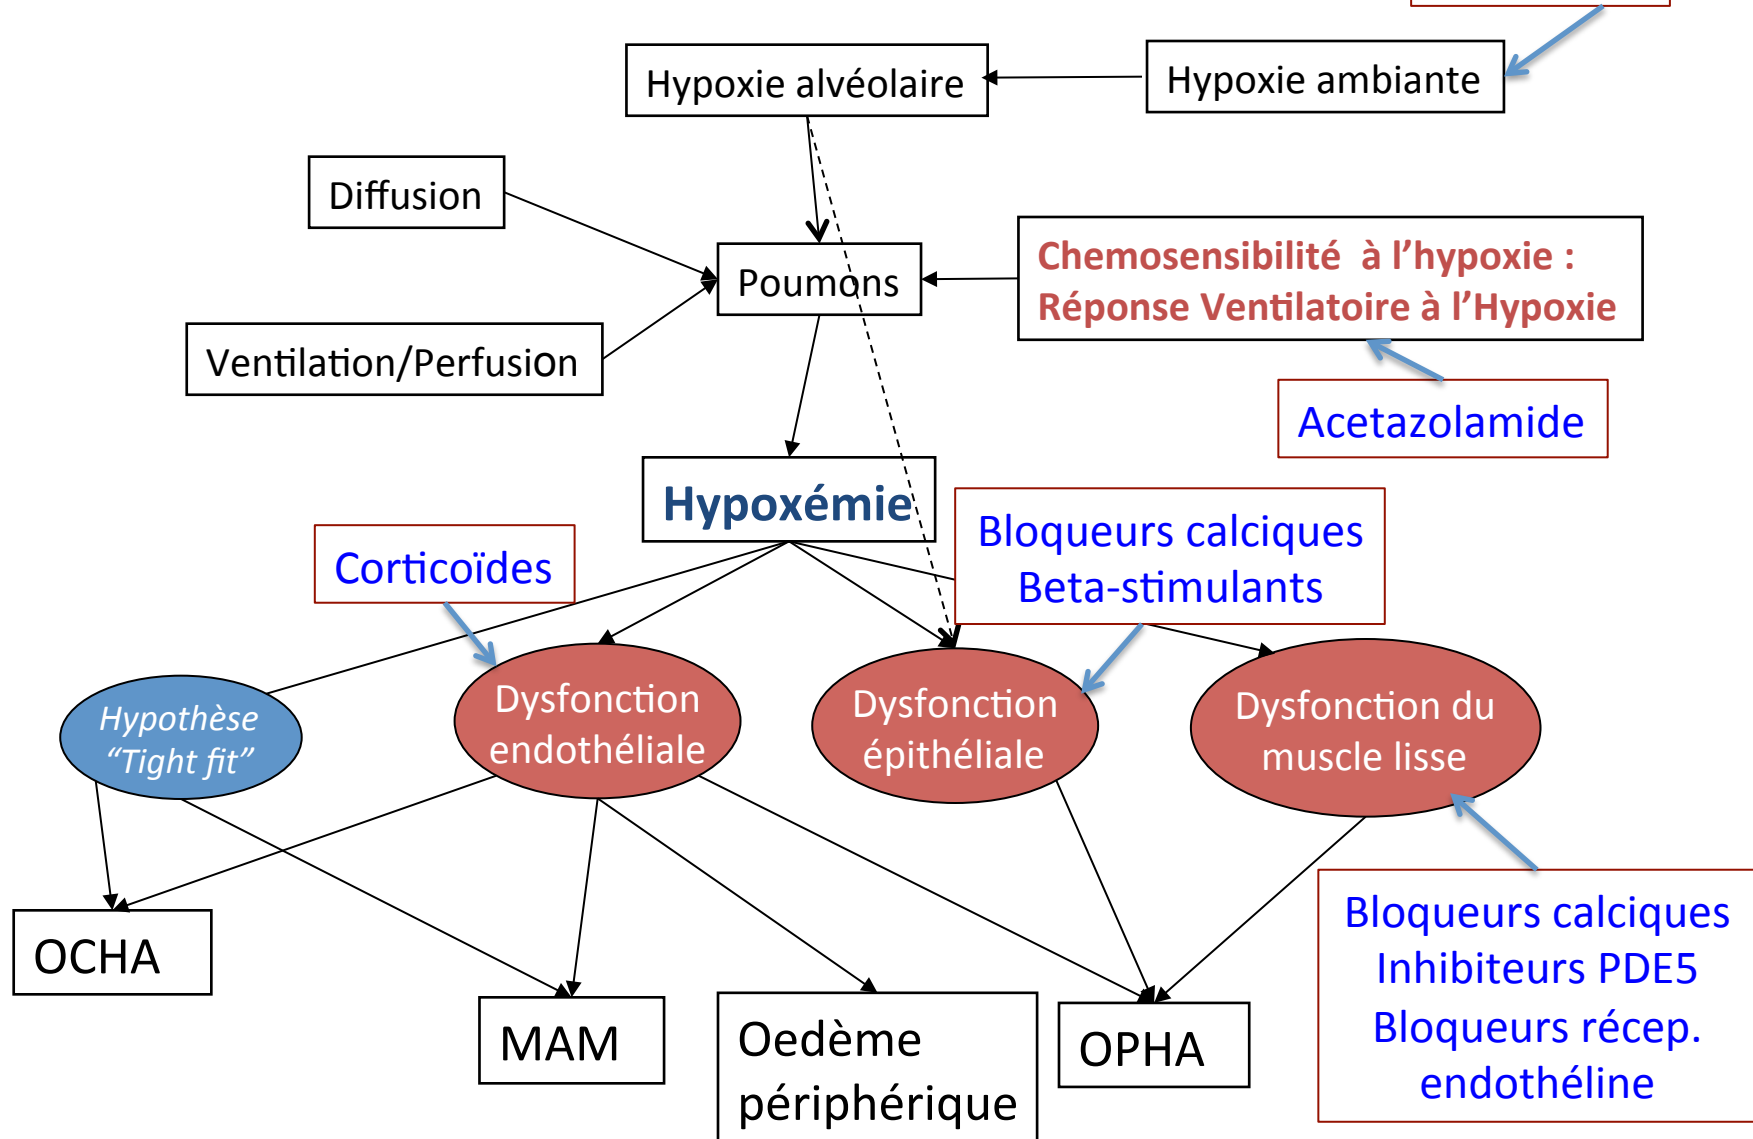 Hypoxie alvéolaire
Hypoxie ambiante
Diffusion
Poumons
Chemosensibilité à l’hypoxie :
Réponse Ventilatoire à l’Hypoxie
Ventilation/Perfusion
Acetazolamide
Hypoxémie
Corticoïdes
Bloqueurs calciques
Beta-stimulants
Hypothèse
“Tight fit”
Dysfonction
endothéliale
Dysfonction
épithéliale
Dysfonction du
muscle lisse
OCHA
MAM
Oedème
périphérique
OPHA
Bloqueurs calciques
Inhibiteurs PDE5
Bloqueurs récep.
endothéline